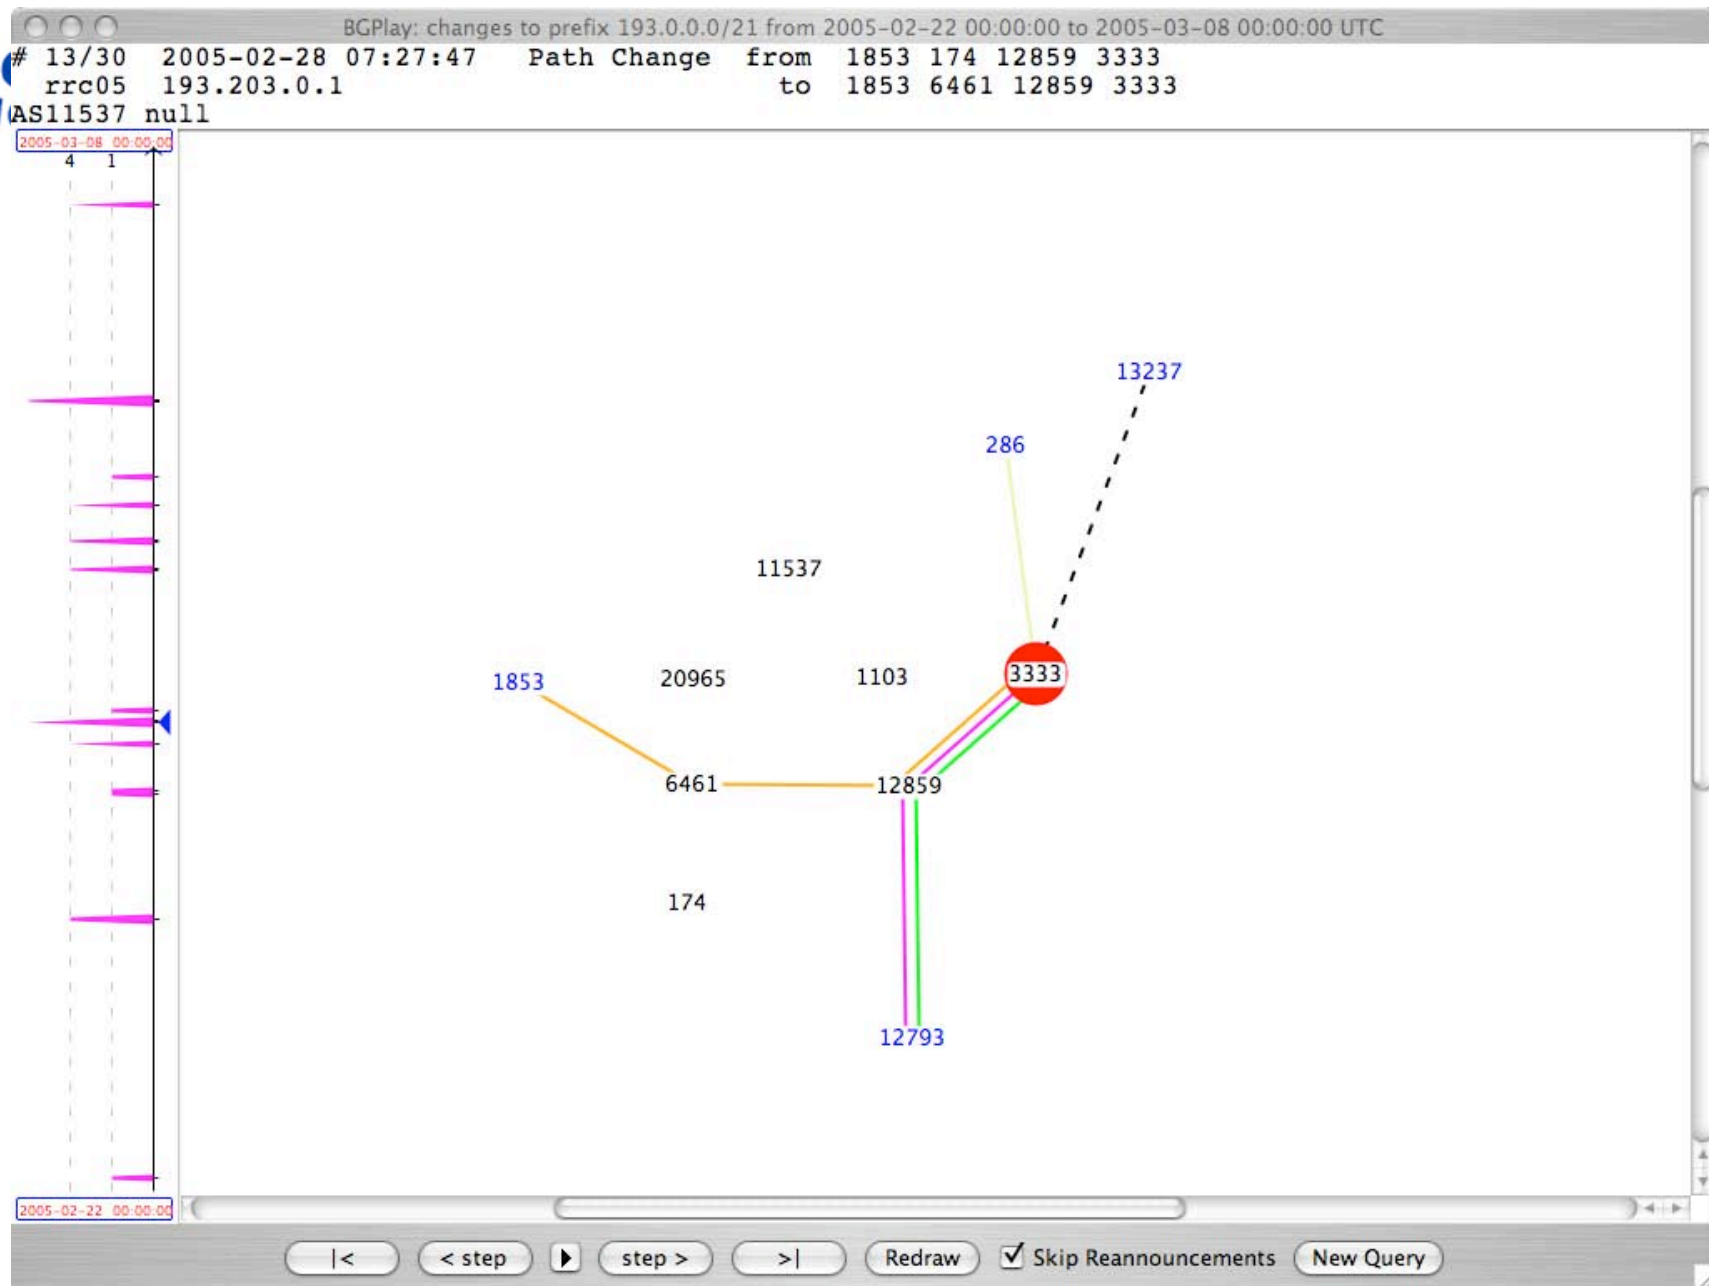 BGPlay: changes to prefix 193.0.0.0/21 from 2005-02-22 00:00:00 to 2005-03-08 00:00:00 UTC
# 13/30 2005-02-28 07:27:47 Path Change from 1853 174 12859 3333
rrc05 193.203.0.1 to 1853 6461 12859 3333
AS11537 null
2005-03-08 00:00:00
4 1
13237
286
11537
1853 20965 1103 3333
6461 12859
174
12793
2005-02-22 00:00:00
|< < step step > >| Redraw Skip Reannouncements New Query